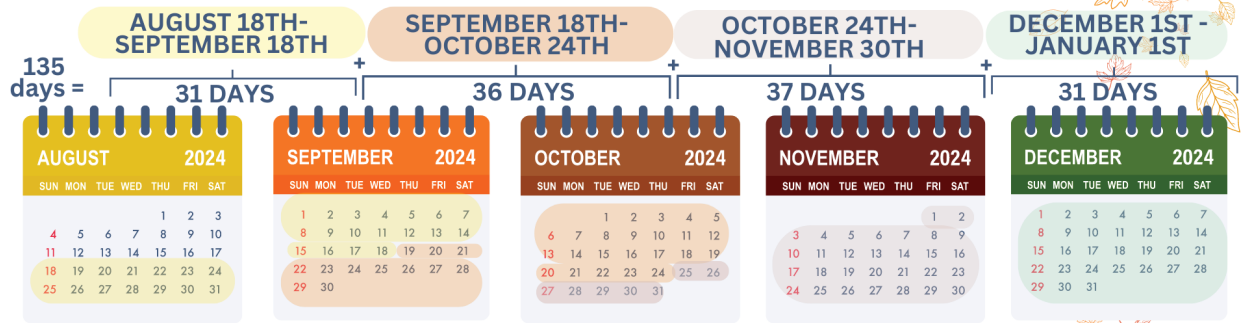 AUGUST 18TH-
SEPTEMBER 18TH
SEPTEMBER 18TH-
OCTOBER 24TH
OCTOBER 24TH-
NOVEMBER 30TH
DECEMBER 1ST -
JANUARY 1ST
135
days =
31 DAYS
+
36 DAYS
+
37 DAYS
+
31 DAYS
AUGUST 2024
SUN MON TUE WED THU FRI SAT
1 2 3
4 5 6 7 8 9 10
11 12 13 14 15 16 17
18 19 20 21 22 23 24
25 26 27 28 29 30 31
SEPTEMBER 2024
SUN MON TUE WED THU FRI SAT
1 2 3 4 5 6 7
8 9 10 11 12 13 14
15 16 17 18 19 20 21
22 23 24 25 26 27 28
29 30
OCTOBER 2024
SUN MON TUE WED THU FRI SAT
1 2 3 4 5
6 7 8 9 10 11 12
13 14 15 16 17 18 19
20 21 22 23 24 25 26
27 28 29 30 31
NOVEMBER 2024
SUN MON TUE WED THU FRI SAT
1 2
3 4 5 6 7 8 9
10 11 12 13 14 15 16
17 18 19 20 21 22 23
24 25 26 27 28 29 30
DECEMBER 2024
SUN MON TUE WED THU FRI SAT
1 2 3 4 5 6 7
8 9 10 11 12 13 14
15 16 17 18 19 20 21
22 23 24 25 26 27 28
29 30 31